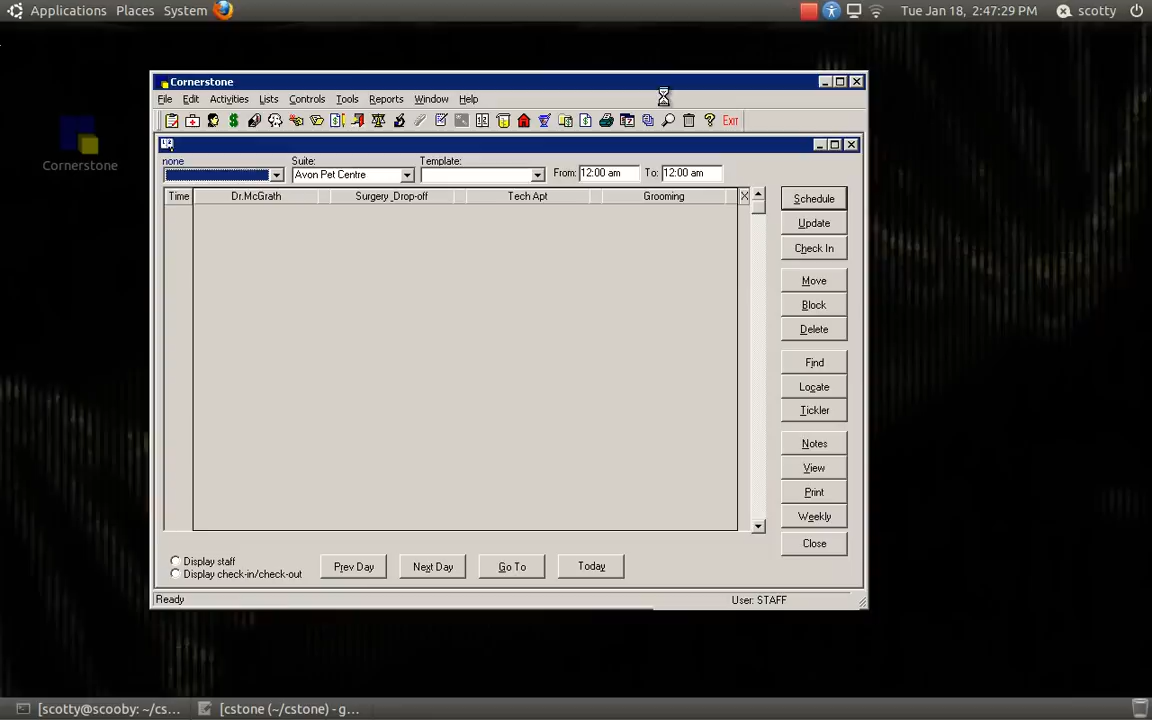 Applications Places System
Tue Jan 18, 2:47:29 PM scotty
Cornerstone
Cornerstone
File Edit Activities Lists Controls Tools Reports Window Help
Exit
none Suite: Template:
Avon Pet Centre From: 12:00 am To: 12:00 am
Time Dr.McGrath Surgery_Drop-off Tech Apt Grooming X
Schedule
Update
Check In
Move
Block
Delete
Find
Locate
Tickler
Notes
View
Print
Weekly
Close
Display staff
Display check-in/check-out
Prev Day Next Day Go To Today
Ready User: STAFF
[scotty@scooby: ~/cs... [cstone (~/cstone) - g...